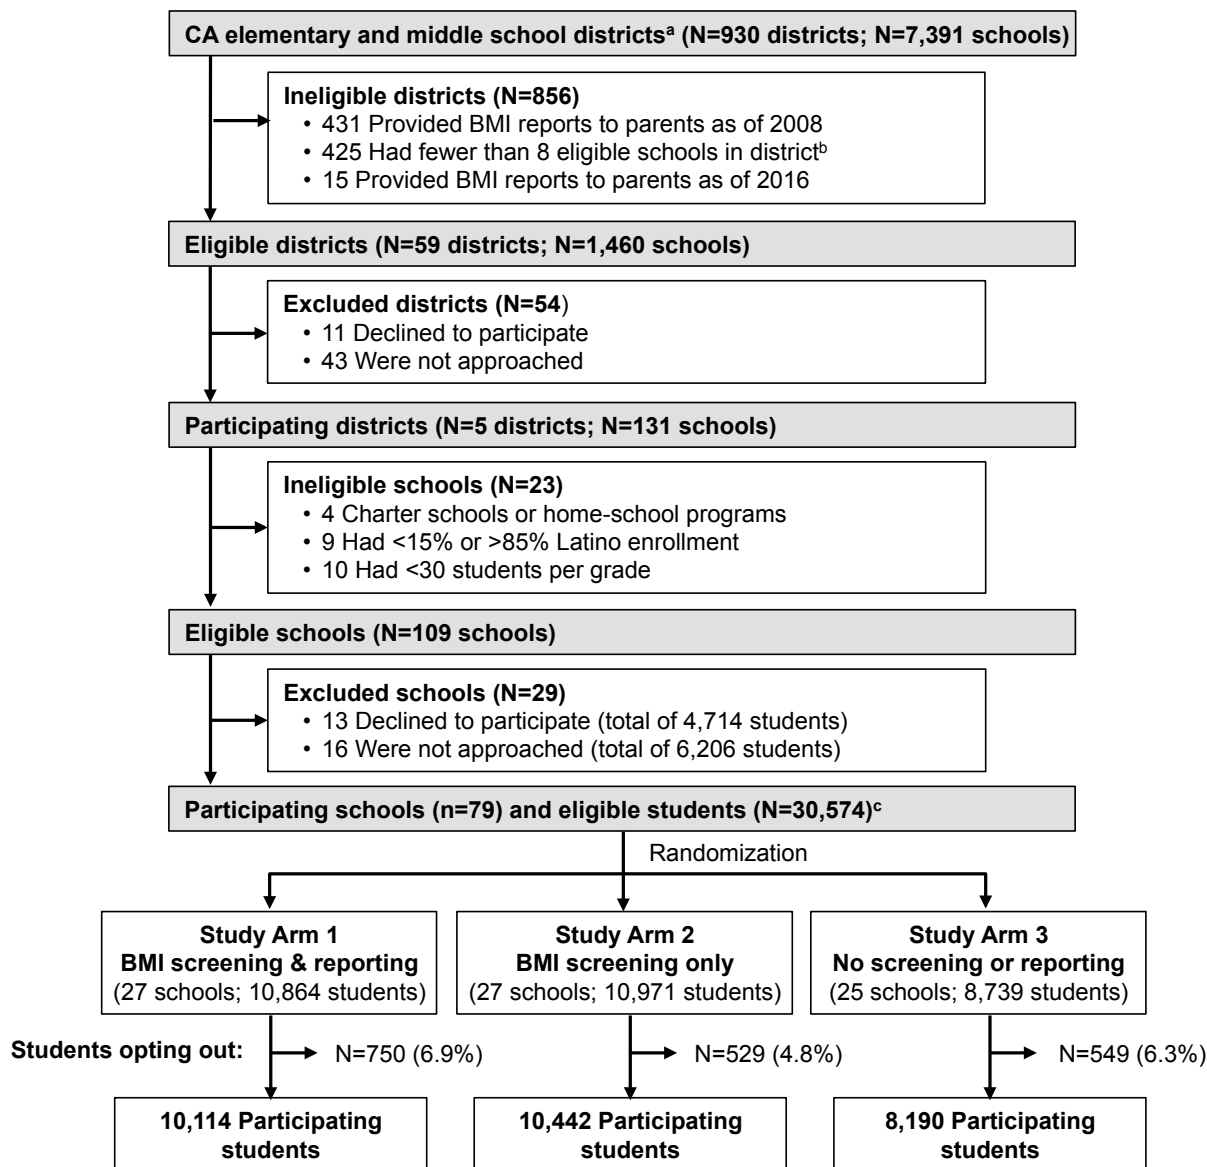 CA elementary and middle school districtsᵃ (N=930 districts; N=7,391 schools)
Ineligible districts (N=856)
• 431 Provided BMI reports to parents as of 2008
• 425 Had fewer than 8 eligible schools in districtᵇ
• 15 Provided BMI reports to parents as of 2016
Eligible districts (N=59 districts; N=1,460 schools)
Excluded districts (N=54)
• 11 Declined to participate
• 43 Were not approached
Participating districts (N=5 districts; N=131 schools)
Ineligible schools (N=23)
• 4 Charter schools or home-school programs
• 9 Had <15% or >85% Latino enrollment
• 10 Had <30 students per grade
Eligible schools (N=109 schools)
Excluded schools (N=29)
• 13 Declined to participate (total of 4,714 students)
• 16 Were not approached (total of 6,206 students)
Participating schools (n=79) and eligible students (N=30,574)ᶜ
Randomization
Study Arm 1
BMI screening & reporting
(27 schools; 10,864 students)
Study Arm 2
BMI screening only
(27 schools; 10,971 students)
Study Arm 3
No screening or reporting
(25 schools; 8,739 students)
Students opting out:
N=750 (6.9%)
N=529 (4.8%)
N=549 (6.3%)
10,114 Participating
students
10,442 Participating
students
8,190 Participating
students